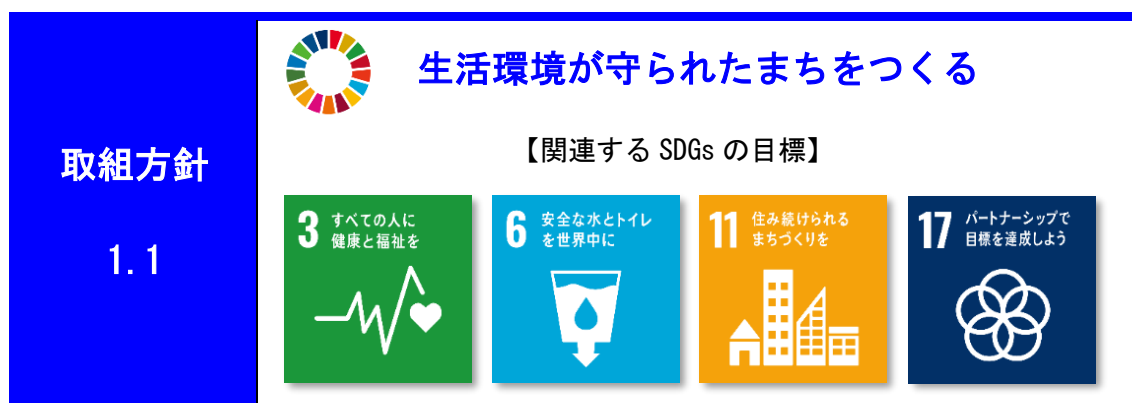 取組方針
1.1
生活環境が守られたまちをつくる
【関連する SDGs の目標】
3 すべての人に
健康と福祉を
6 安全な水とトイレ
を世界中に
11 住み続けられる
まちづくりを
17 パートナーシップで
目標を達成しよう